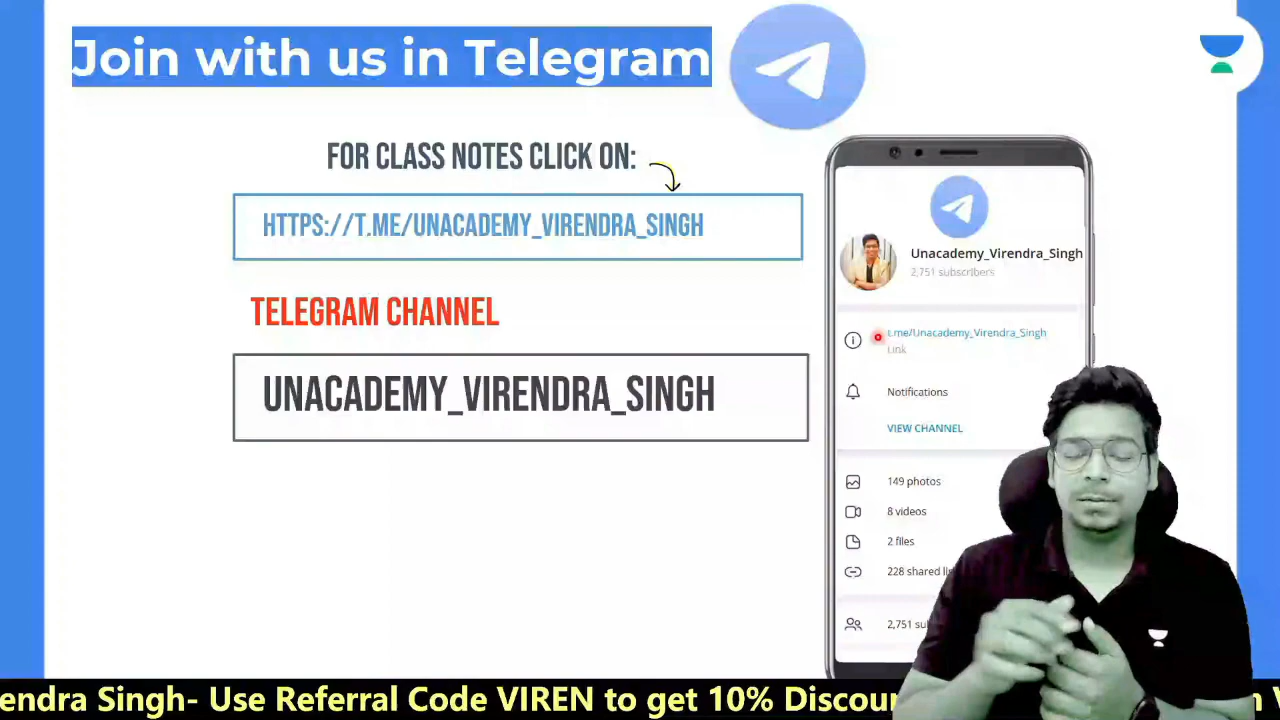 Join with us in Telegram
FOR CLASS NOTES CLICK ON:
HTTPS://T.ME/UNACADEMY_VIRENDRA_SINGH
TELEGRAM CHANNEL
UNACADEMY_VIRENDRA_SINGH
Unacademy_Virendra_Singh
2,751 subscribers
t.me/Unacademy_Virendra_Singh
Link
Notifications
VIEW CHANNEL
149 photos
8 videos
2 files
228 shared
2,751
Singh- Use Referral Code VIREN to get 10%